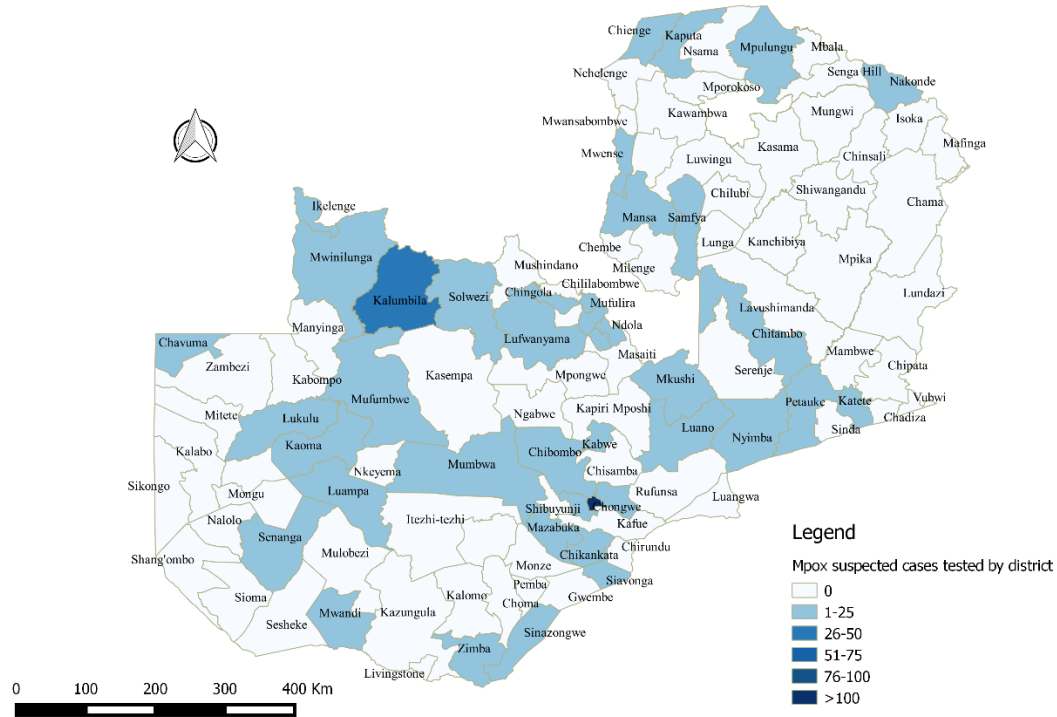 Chienge
Kaputa
Nsama
Mpulungu
Mbala
Nchelenge
Senga Hill
Nakonde
Mporokoso
Mwansabombwe
Kawambwa
Mungwi
Isoka
Mwense
Kasama
Chinsali
Mafinga
Luwingu
Ikelenge
Mansa
Samfya
Chilubi
Shiwangandu
Chama
Mwinilunga
Chembe
Lunga
Kanchibiya
Mushindano
Milenge
Mpika
Kalumbila
Solwezi
Chingola
Chililabombwe
Mufulira
Lavushimanda
Lundazi
Manyinga
Chavuma
Lufwanyama
Ndola
Chitambo
Zambezi
Masaiti
Mambwe
Kabompo
Kasempa
Mpongwe
Mkushi
Serenje
Chipata
Mufumbwe
Mitete
Lukulu
Ngabwe
Kapiri Mposhi
Petauke
Katete
Vubwi
Chadiza
Kaoma
Luano
Nyimba
Sinda
Kalabo
Kabwe
Chibombo
Nkeyema
Mumbwa
Chisamba
Sikongo
Mongu
Luampa
Rufunsa
Luangwa
Nalolo
Itezhi-tezhi
Shibuyunji
Chongwe
Kafue
Senanga
Mazabuka
Shang'ombo
Mulobezi
Chikankata
Chirundu
Monze
Siavonga
Sioma
Pemba
Gwembe
Mwandi
Kazungula
Kalomo
Choma
Sesheke
Sinazongwe
Zimba
Livingstone
Legend
Mpox suspected cases tested by district
0
1-25
26-50
51-75
76-100
>100
0 100 200 300 400 Km